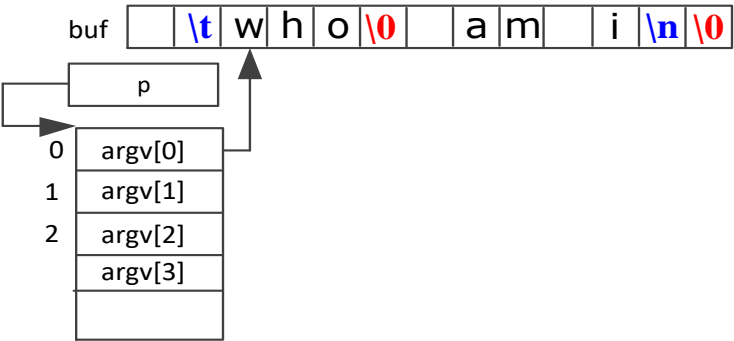 buf \t w h o \0 a m i \n \0
p
0 argv[0]
1 argv[1]
2 argv[2]
argv[3]